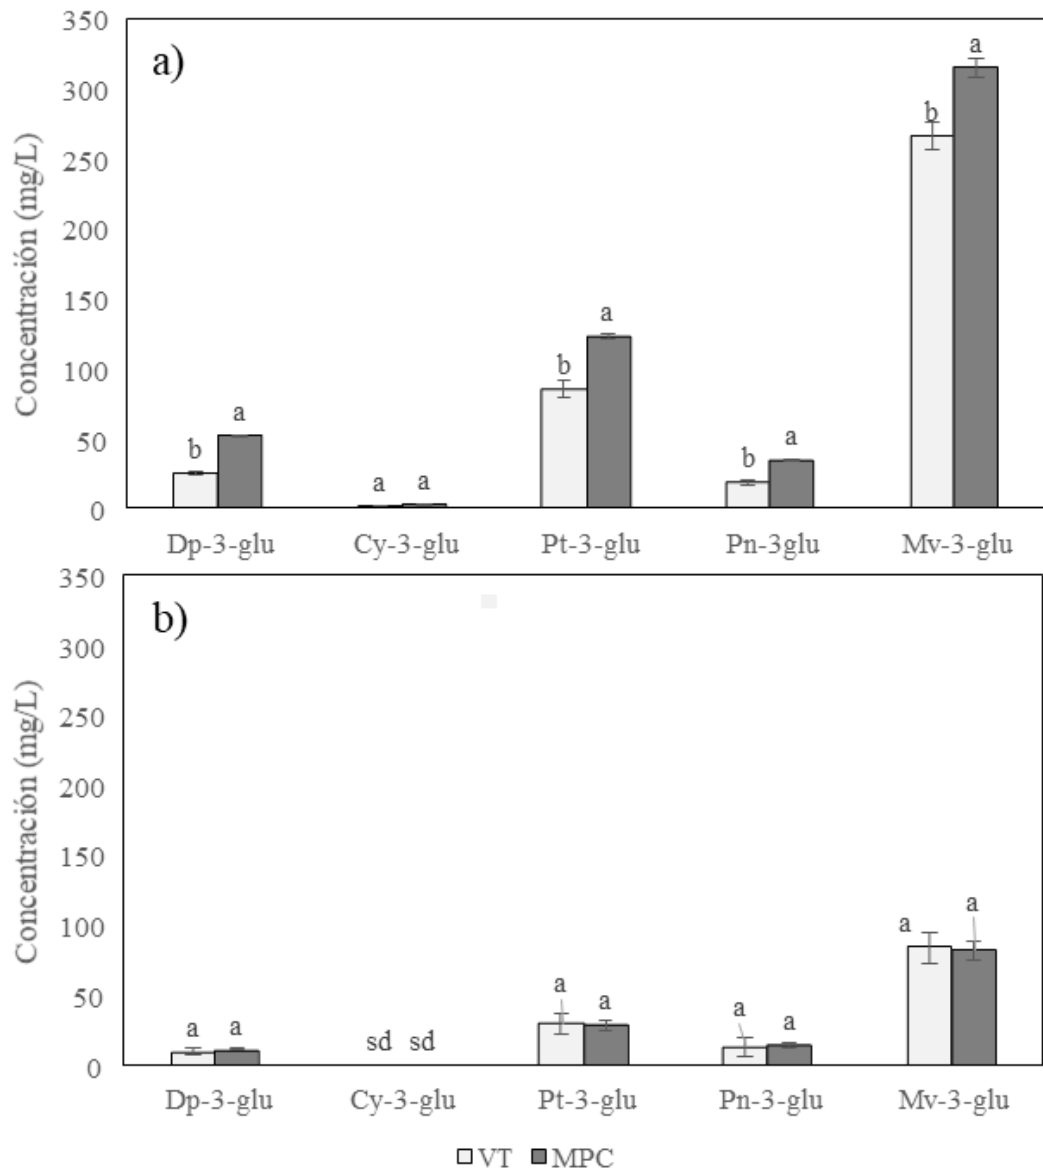 a)
Concentración (mg/L)
350
300
250
200
150
100
50
0
b a
a a
b a
b a
b a
Dp-3-glu Cy-3-glu Pt-3-glu Pn-3glu Mv-3-glu
b)
Concentración (mg/L)
350
300
250
200
150
100
50
0
a a
sd sd
a a
a a
a a
Dp-3-glu Cy-3-glu Pt-3-glu Pn-3-glu Mv-3-glu
VT MPC